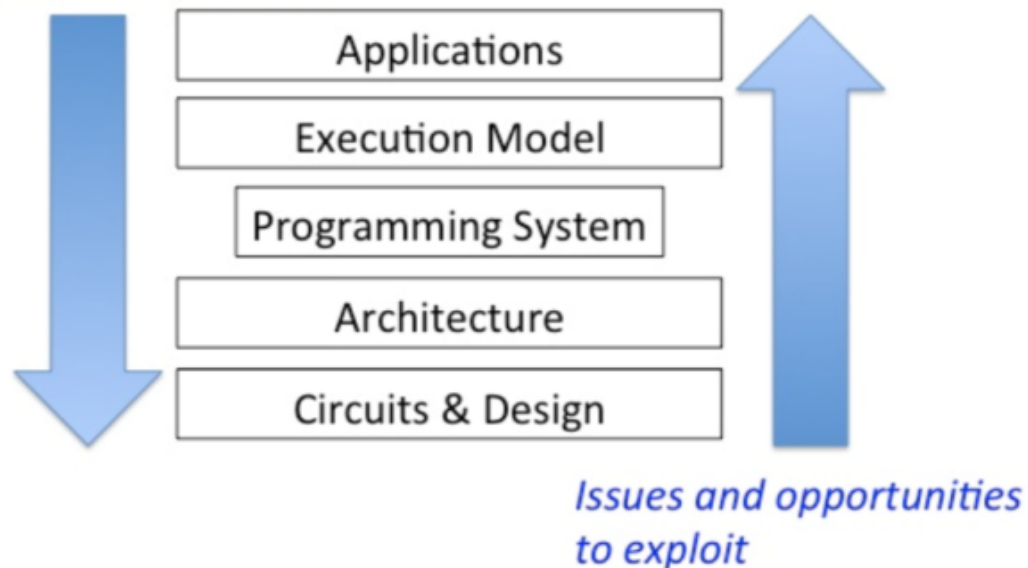 Applications
Execution Model
Programming System
Architecture
Circuits & Design
Issues and opportunities
to exploit